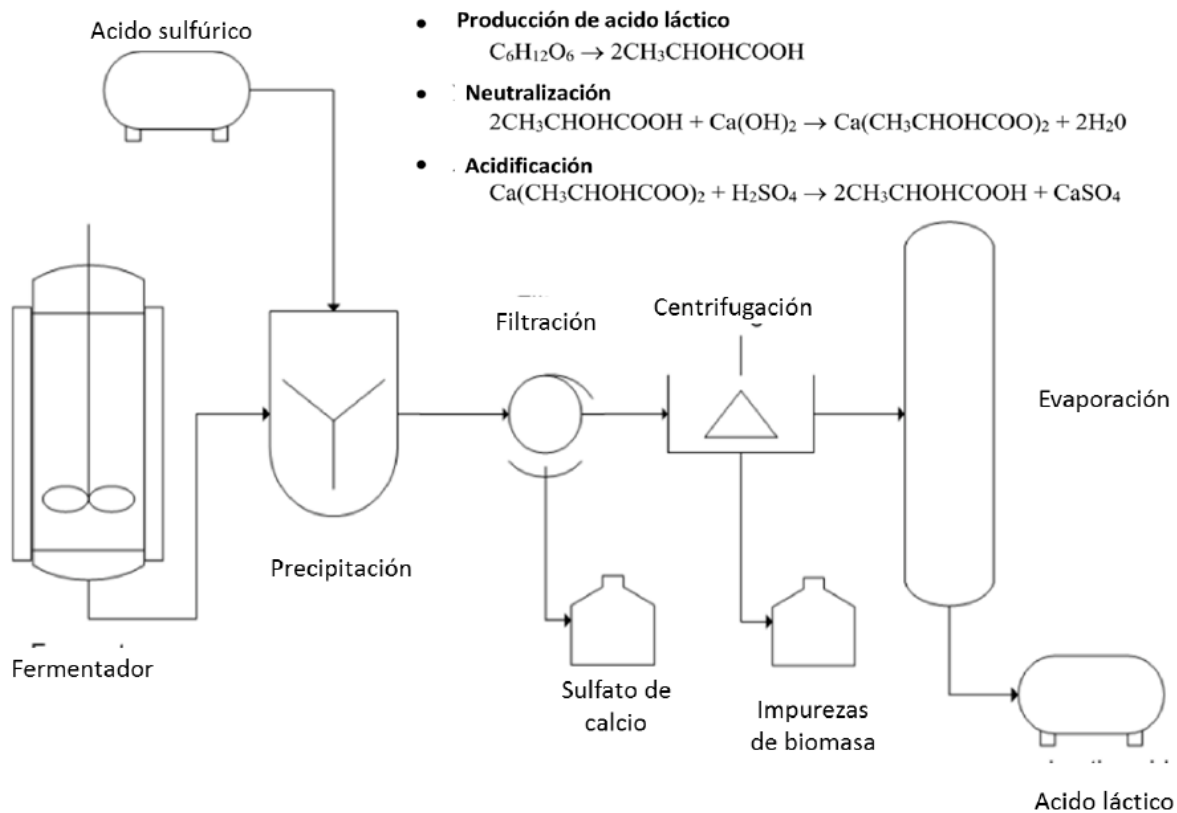 Acido sulfúrico
• Producción de acido láctico
C₆H₁₂O₆ → 2CH₃CHOHCOOH
• Neutralización
2CH₃CHOHCOOH + Ca(OH)₂ → Ca(CH₃CHOHCOO)₂ + 2H₂0
• Acidificación
Ca(CH₃CHOHCOO)₂ + H₂SO₄ → 2CH₃CHOHCOOH + CaSO₄
Filtración
Centrifugación
Evaporación
Precipitación
Fermentador
Sulfato de
calcio
Impurezas
de biomasa
Acido láctico